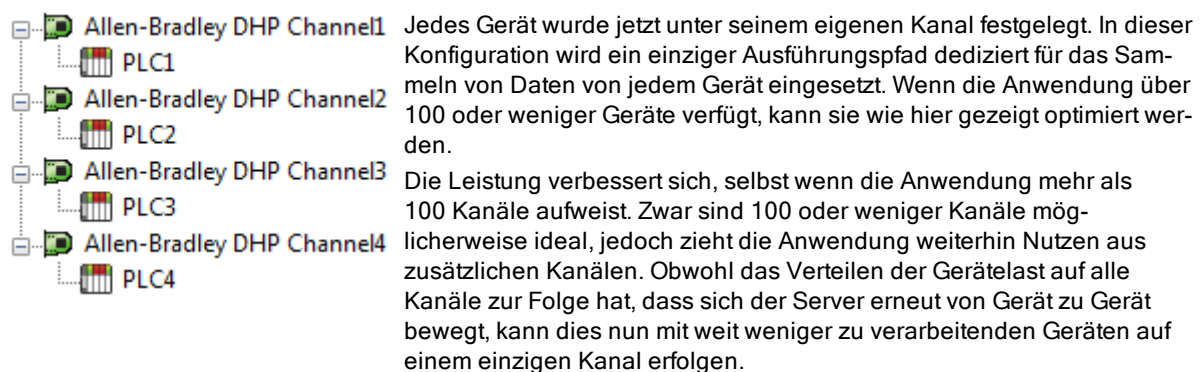 Allen-Bradley DHP Channel1
PLC1
Allen-Bradley DHP Channel2
PLC2
Allen-Bradley DHP Channel3
PLC3
Allen-Bradley DHP Channel4
PLC4
Jedes Gerät wurde jetzt unter seinem eigenen Kanal festgelegt. In dieser
Konfiguration wird ein einziger Ausführungspfad dediziert für das Sam-
meln von Daten von jedem Gerät eingesetzt. Wenn die Anwendung über
100 oder weniger Geräte verfügt, kann sie wie hier gezeigt optimiert wer-
den.
Die Leistung verbessert sich, selbst wenn die Anwendung mehr als
100 Kanäle aufweist. Zwar sind 100 oder weniger Kanäle mög-
licherweise ideal, jedoch zieht die Anwendung weiterhin Nutzen aus
zusätzlichen Kanälen. Obwohl das Verteilen der Gerätelast auf alle
Kanäle zur Folge hat, dass sich der Server erneut von Gerät zu Gerät
bewegt, kann dies nun mit weit weniger zu verarbeitenden Geräten auf
einem einzigen Kanal erfolgen.